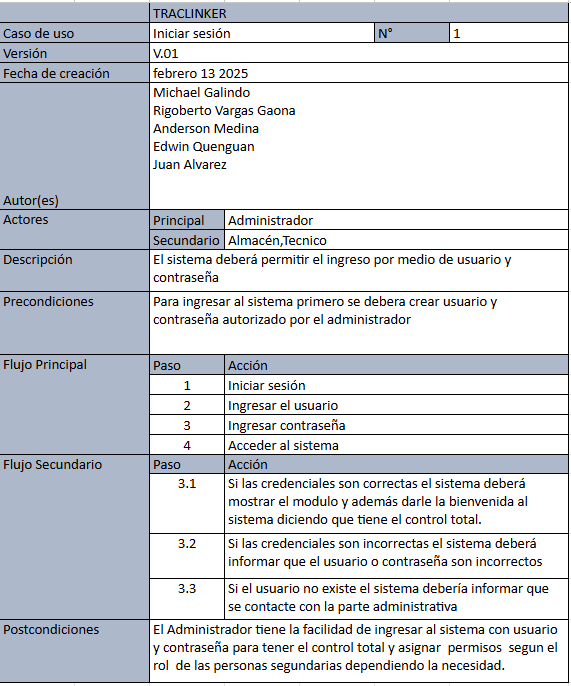 TRACLINKER
Caso de uso Iniciar sesión N° 1
Versión V.01
Fecha de creación febrero 13 2025
Michael Galindo
Rigoberto Vargas Gaona
Anderson Medina
Edwin Quenguan
Juan Alvarez
Autor(es)
Actores Principal Administrador
Secundario Almacén,Tecnico
Descripción El sistema deberá permitir el ingreso por medio de usuario y
contraseña
Precondiciones Para ingresar al sistema primero se debera crear usuario y
contraseña autorizado por el administrador
Flujo Principal Paso Acción
1 Iniciar sesión
2 Ingresar el usuario
3 Ingresar contraseña
4 Acceder al sistema
Flujo Secundario Paso Acción
3.1 Si las credenciales son correctas el sistema deberá
mostrar el modulo y además darle la bienvenida al
sistema diciendo que tiene el control total.
3.2 Si las credenciales son incorrectas el sistema deberá
informar que el usuario o contraseña son incorrectos
3.3 Si el usuario no existe el sistema debería informar que
se contacte con la parte administrativa
Postcondiciones El Administrador tiene la facilidad de ingresar al sistema con usuario
y contraseña para tener el control total y asignar permisos segun el
rol de las personas segundarias dependiendo la necesidad.